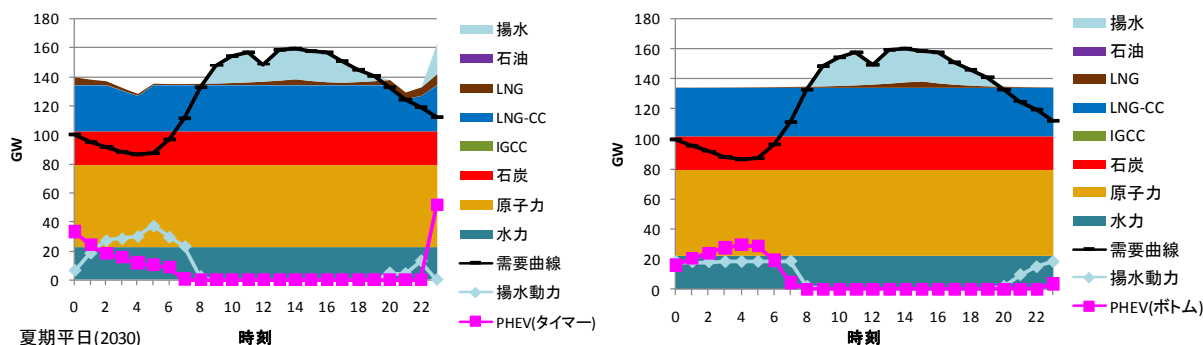 180
160
140
120
100
80
60
40
20
0
GW
0 2 4 6 8 10 12 14 16 18 20 22
時刻
夏期平日(2030)
揚水
石油
LNG
LNG-CC
IGCC
石炭
原子力
水力
需要曲線
揚水動力
PHEV(タイマー)
180
160
140
120
100
80
60
40
20
0
GW
0 2 4 6 8 10 12 14 16 18 20 22
時刻
揚水
石油
LNG
LNG-CC
IGCC
石炭
原子力
水力
需要曲線
揚水動力
PHEV(ボトム)